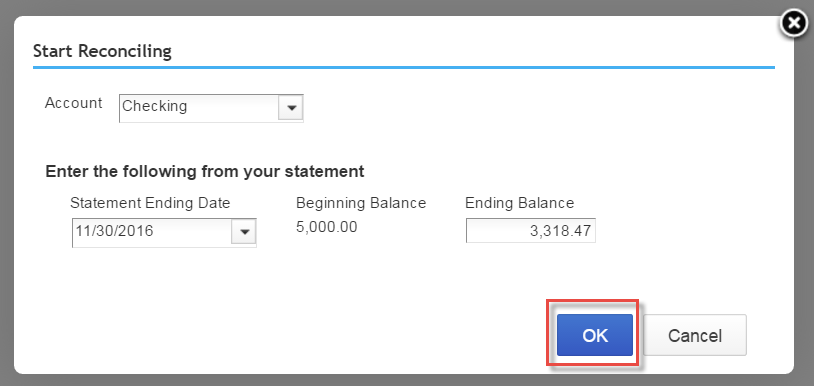 Start Reconciling
Account Checking
Enter the following from your statement
Statement Ending Date Beginning Balance Ending Balance
11/30/2016 5,000.00 3,318.47
OK Cancel